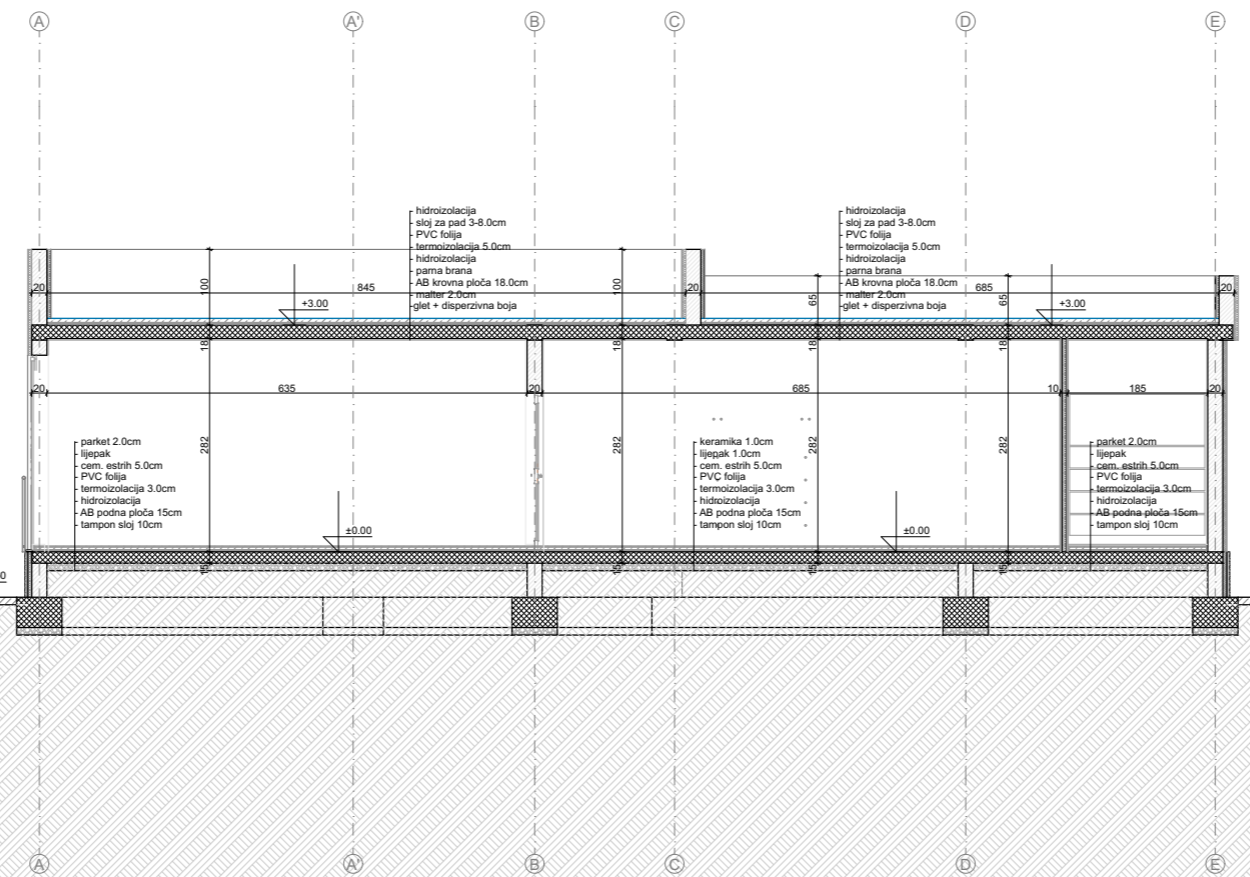 A A' B C D E
hidroizolacija
sloj za pad 3-8.0cm
PVC folija
termoizolacija 5.0cm
hidroizolacija
parna brana
AB krovna ploča 18.0cm
malter 2.0cm
glet + disperzivna boja
hidroizolacija
sloj za pad 3-8.0cm
PVC folija
termoizolacija 5.0cm
hidroizolacija
parna brana
AB krovna ploča 18.0cm
malter 2.0cm
glet + disperzivna boja
20 100 845 100 20 65 685 65 20
+3.00 +3.00
18 18 18 18
20 635 20 685 10 185 20
282 282 282 282
parket 2.0cm
lijepak
cem. estrih 5.0cm
PVC folija
termoizolacija 3.0cm
hidroizolacija
AB podna ploča 15cm
tampon sloj 10cm
keramika 1.0cm
lijepak 1.0cm
cem. estrih 5.0cm
PVC folija
termoizolacija 3.0cm
hidroizolacija
AB podna ploča 15cm
tampon sloj 10cm
parket 2.0cm
lijepak
cem. estrih 5.0cm
PVC folija
termoizolacija 3.0cm
hidroizolacija
AB podna ploča 15cm
tampon sloj 10cm
±0.00 ±0.00
15 15 15 15
0
A A' B C D E